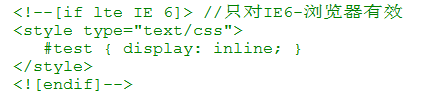 <!--[if lte IE 6]> //只对IE6-浏览器有效
<style type="text/css">
#test { display: inline; }
</style>
<![endif]-->